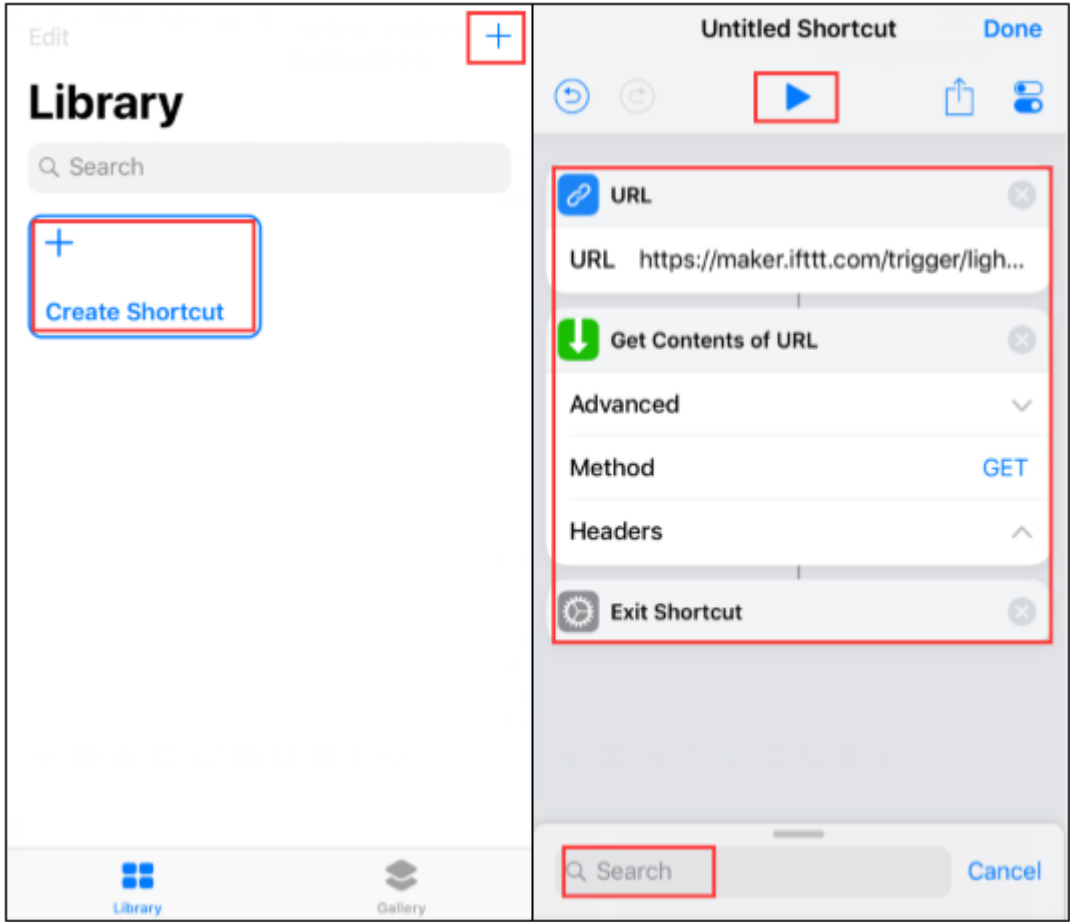 Edit
Library
Search
Create Shortcut
Library
Gallery
Untitled Shortcut
Done
URL
URL https://maker.ifttt.com/trigger/ligh...
Get Contents of URL
Advanced
Method GET
Headers
Exit Shortcut
Search
Cancel